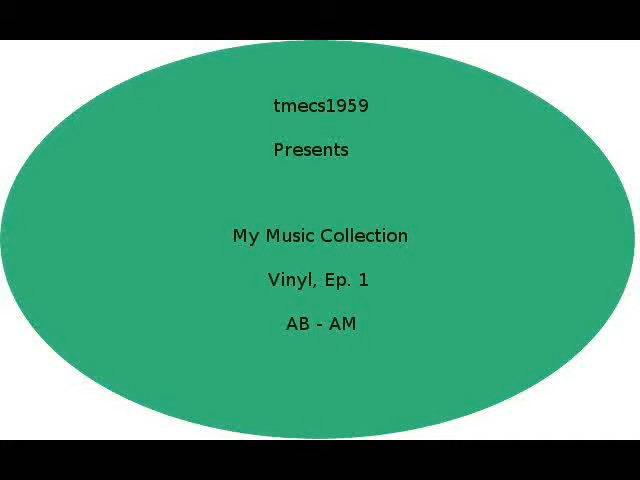 tmecs1959
Presents
My Music Collection
Vinyl, Ep. 1
AB - AM